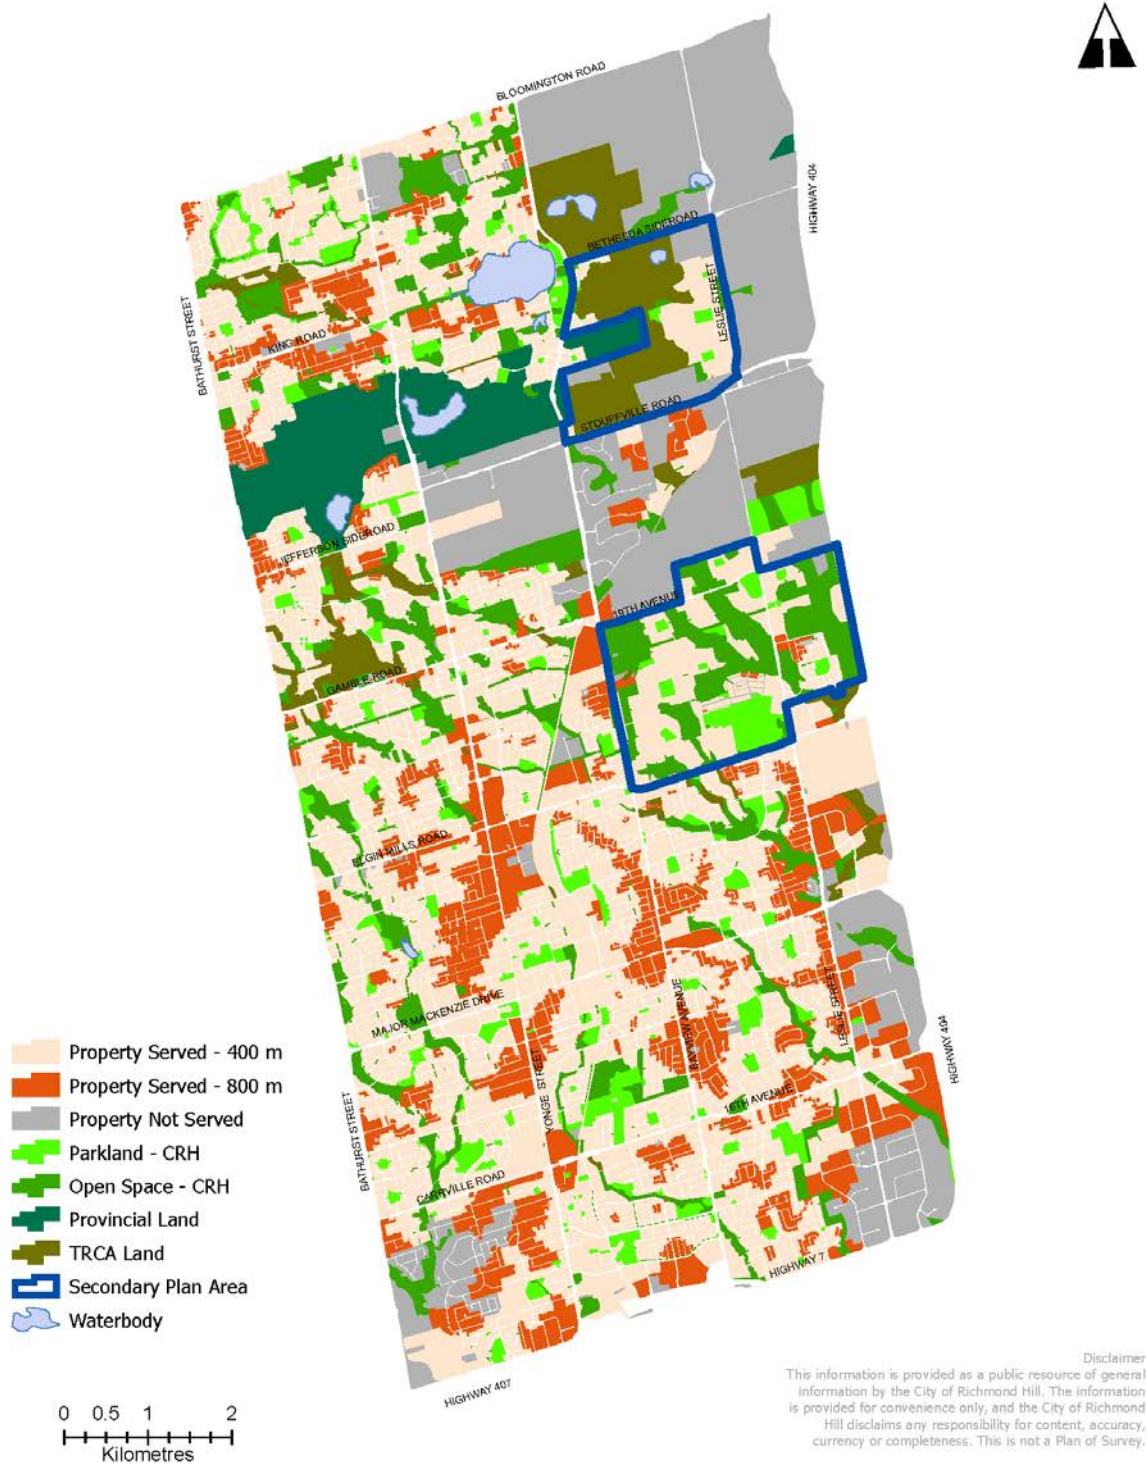 BLOOMINGTON ROAD
HIGHWAY 404
BETHESDA SIDEROAD
LESLIE STREET
BATHURST STREET
KING ROAD
STOUFFVILLE ROAD
JEFFERSON SIDEROAD
19TH AVENUE
GAMBLE ROAD
ELGIN MILLS ROAD
MAJOR MACKENZIE DRIVE
BAYVIEW AVENUE
LESLIE STREET
HIGHWAY 404
YONGE STREET
16TH AVENUE
BATHURST STREET
CARRVILLE ROAD
HIGHWAY 7
HIGHWAY 407
Property Served - 400 m
Property Served - 800 m
Property Not Served
Parkland - CRH
Open Space - CRH
Provincial Land
TRCA Land
Secondary Plan Area
Waterbody
0 0.5 1 2
Kilometres
Disclaimer
This information is provided as a public resource of general
information by the City of Richmond Hill. The information
is provided for convenience only, and the City of Richmond
Hill disclaims any responsibility for content, accuracy,
currency or completeness. This is not a Plan of Survey.